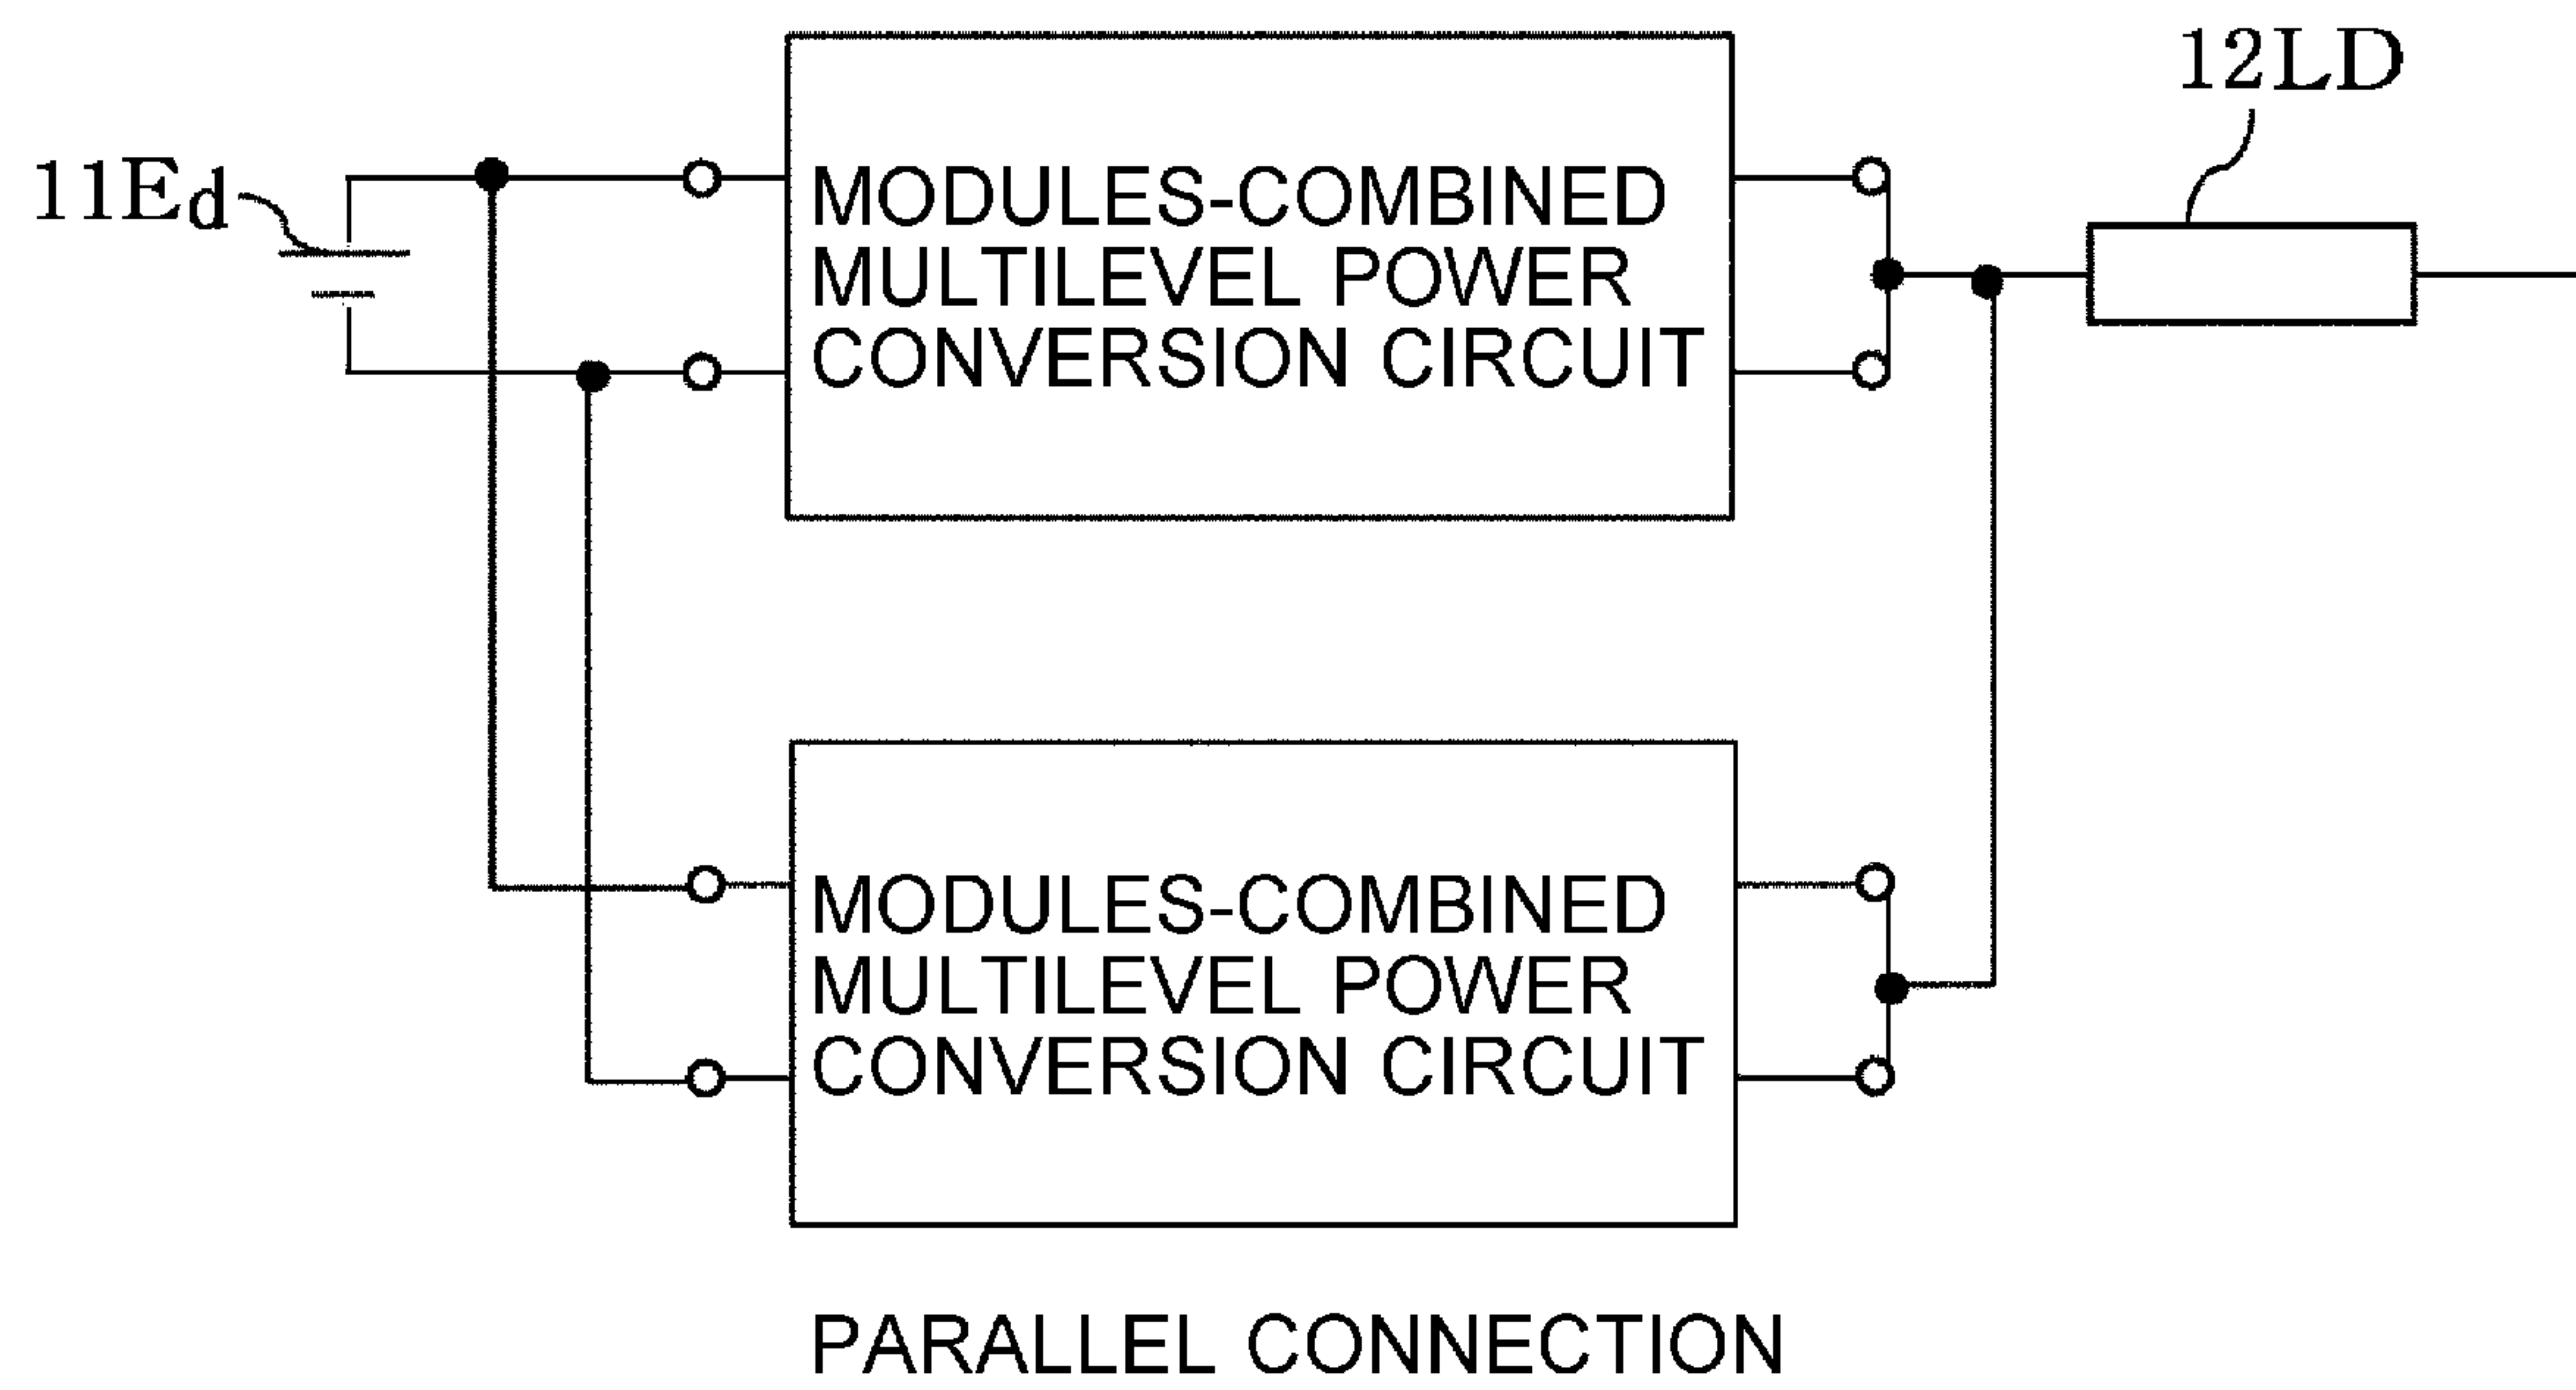 12LD
11Ed
MODULES-COMBINED
MULTILEVEL POWER
CONVERSION CIRCUIT
MODULES-COMBINED
MULTILEVEL POWER
CONVERSION CIRCUIT
PARALLEL CONNECTION